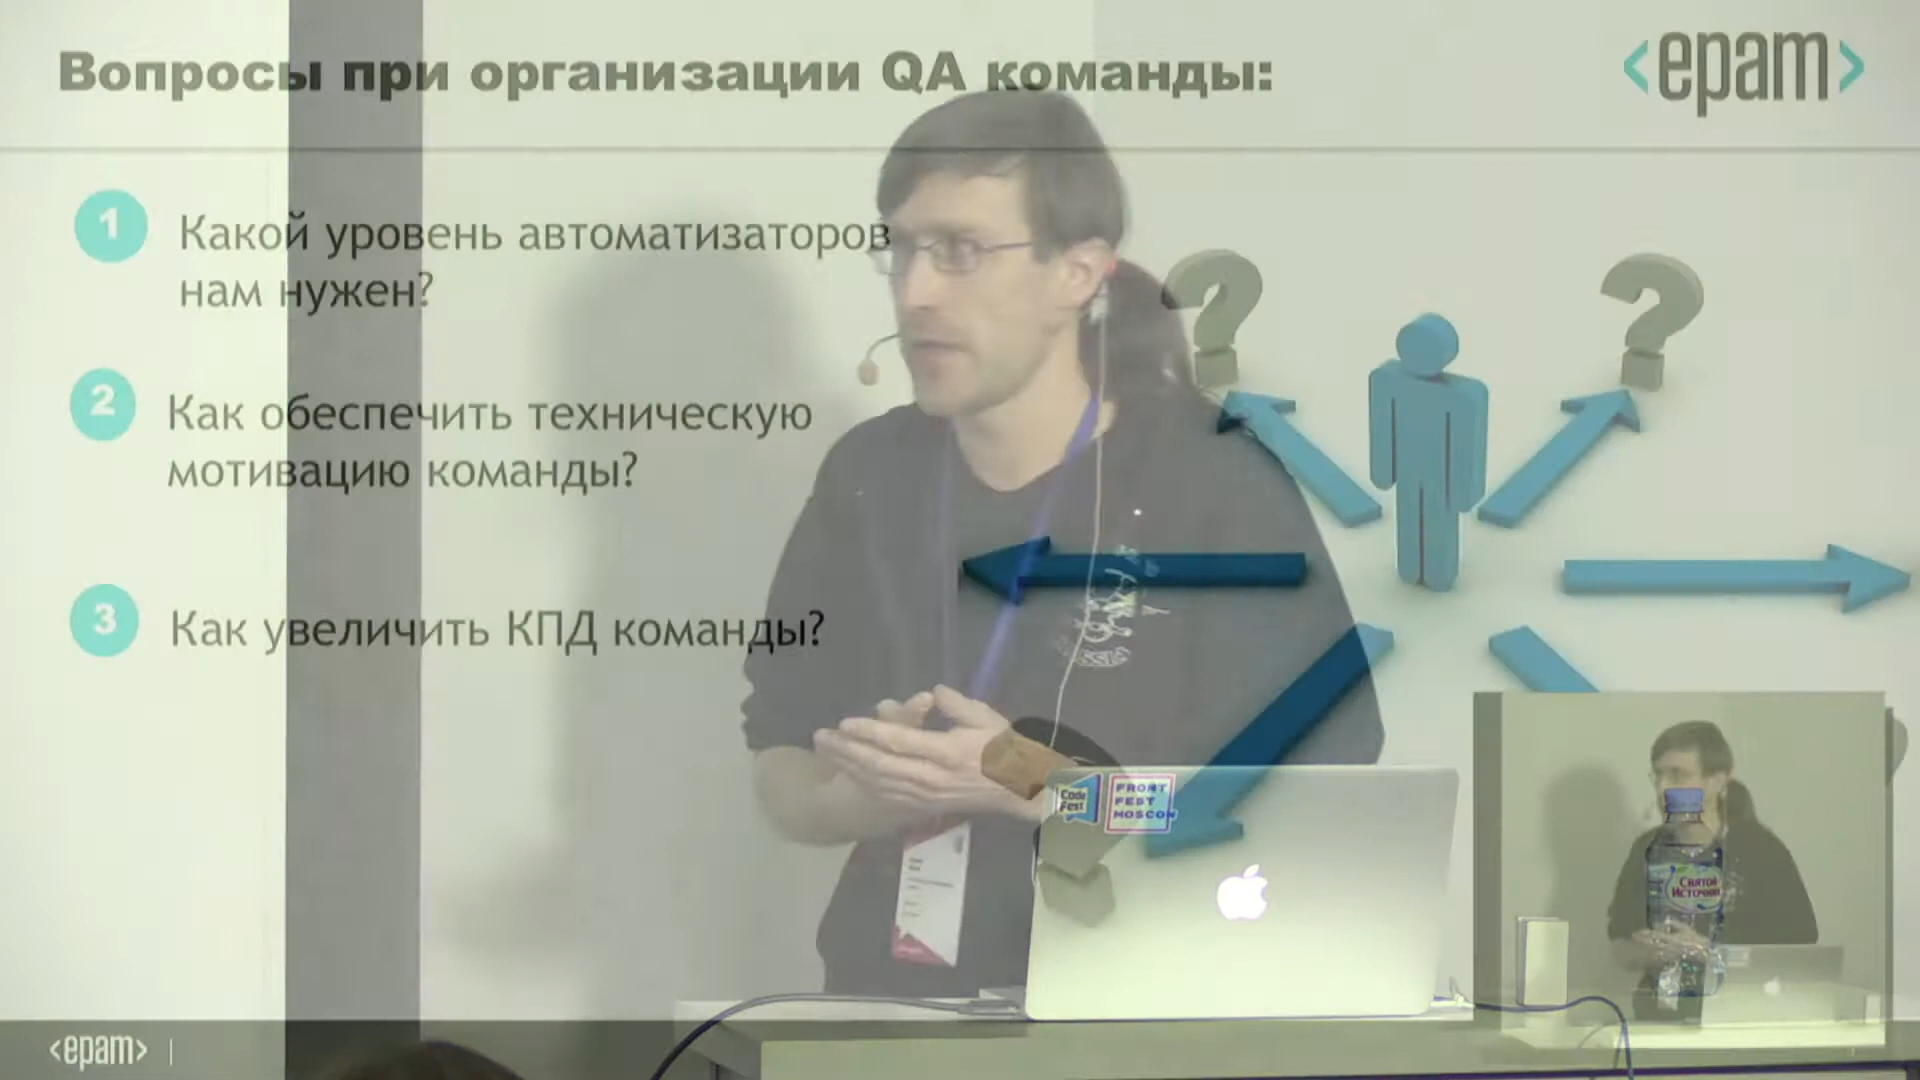 Вопросы при организации QA команды:
<epam>
1
Какой уровень автоматизаторов
нам нужен?
2
Как обеспечить техническую
мотивацию команды?
3
Как увеличить КПД команды?
Code
Fest
FRONT
FEST
MOSCOW
Святой
Источник
<epam> |